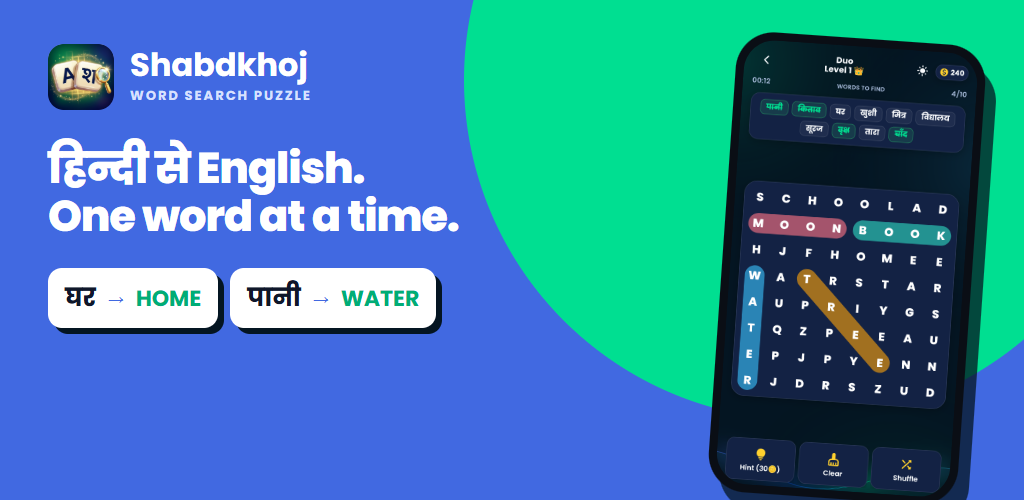 A श
Shabdkhoj
WORD SEARCH PUZZLE
हिन्दी से English.
One word at a time.
घर → HOME
पानी → WATER
Duo
Level 1 👑
240
00:12
WORDS TO FIND
4/10
पानी किताब घर खुशी मित्र विद्यालय
सूरज वृक्ष तारा चाँद
S C H O O L A D
M O O N B O O K
H J F H O M E E
W A T R S T A R
A U P R I Y G S
T Q Z P E E A U
E P J P Y E N N
R J D R S Z U D
Hint (30🟡)
Clear
Shuffle